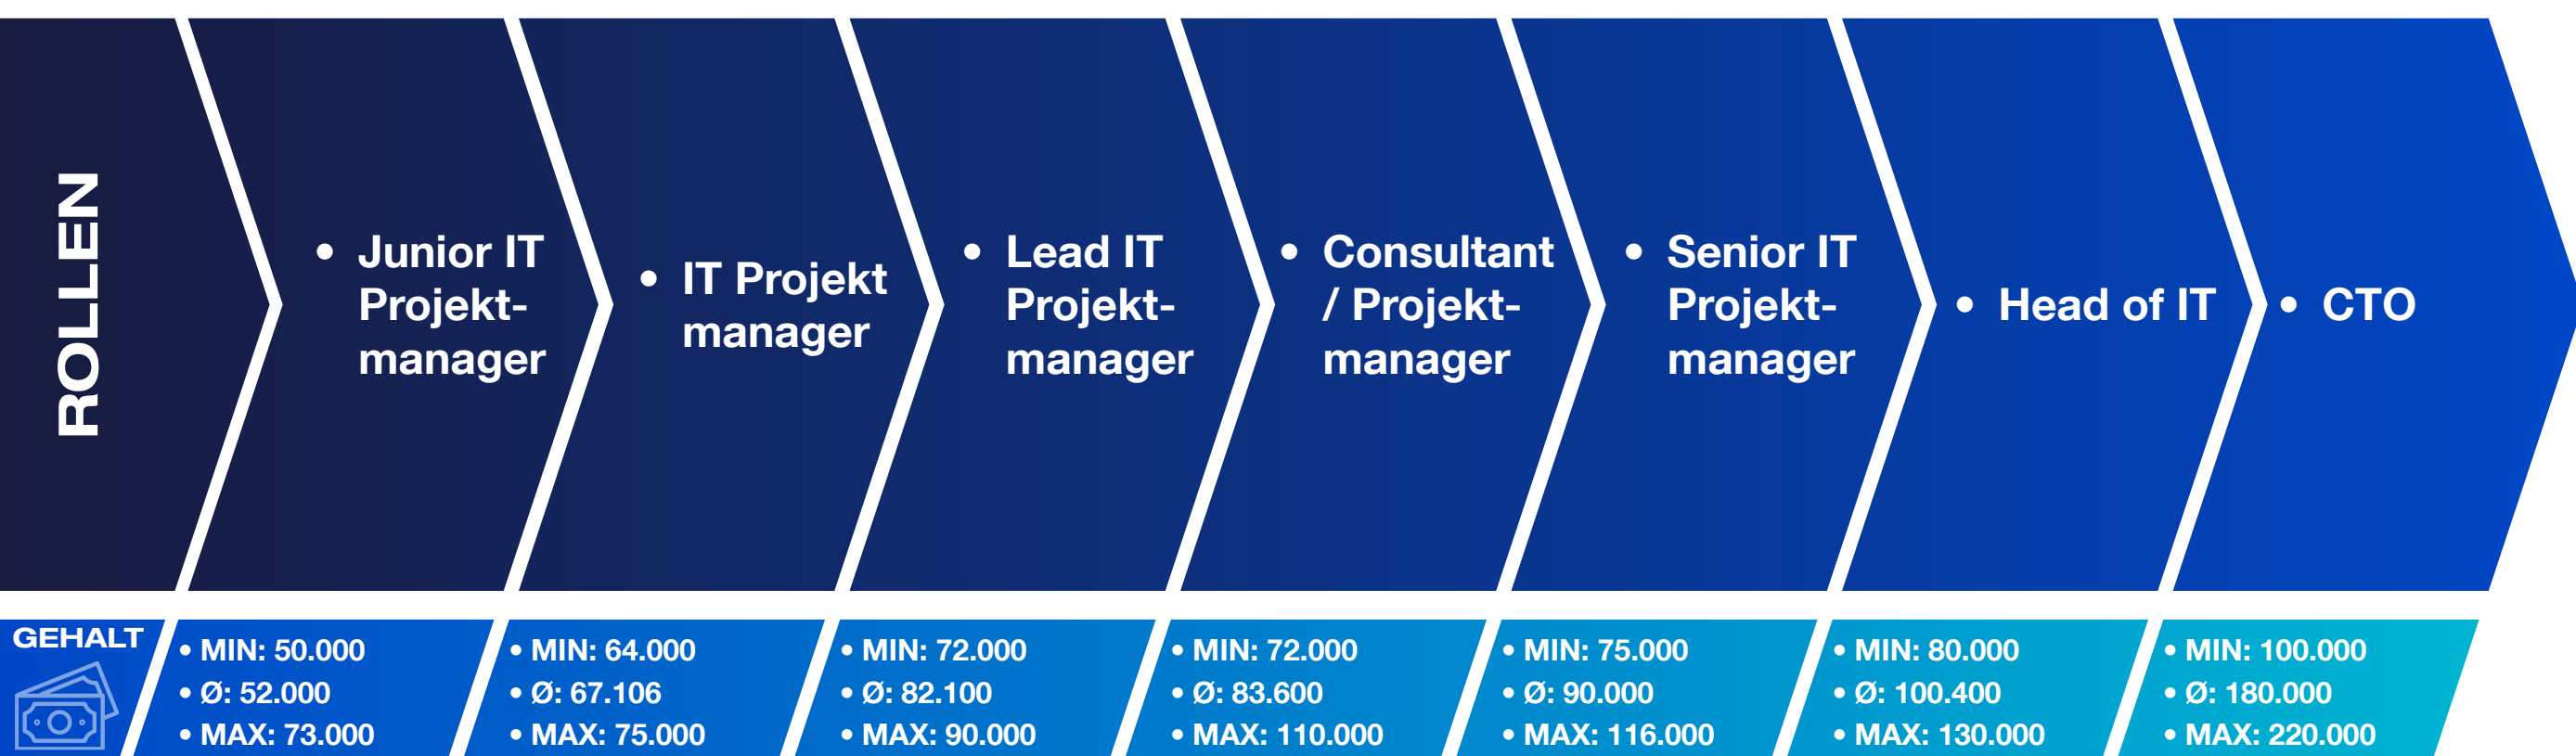 ROLLEN
• Junior IT
Projekt-
manager
• IT Projekt
manager
• Lead IT
Projekt-
manager
• Consultant
/ Projekt-
manager
• Senior IT
Projekt-
manager
• Head of IT
• CTO
GEHALT
• MIN: 50.000
• Ø: 52.000
• MAX: 73.000
• MIN: 64.000
• Ø: 67.106
• MAX: 75.000
• MIN: 72.000
• Ø: 82.100
• MAX: 90.000
• MIN: 72.000
• Ø: 83.600
• MAX: 110.000
• MIN: 75.000
• Ø: 90.000
• MAX: 116.000
• MIN: 80.000
• Ø: 100.400
• MAX: 130.000
• MIN: 100.000
• Ø: 180.000
• MAX: 220.000